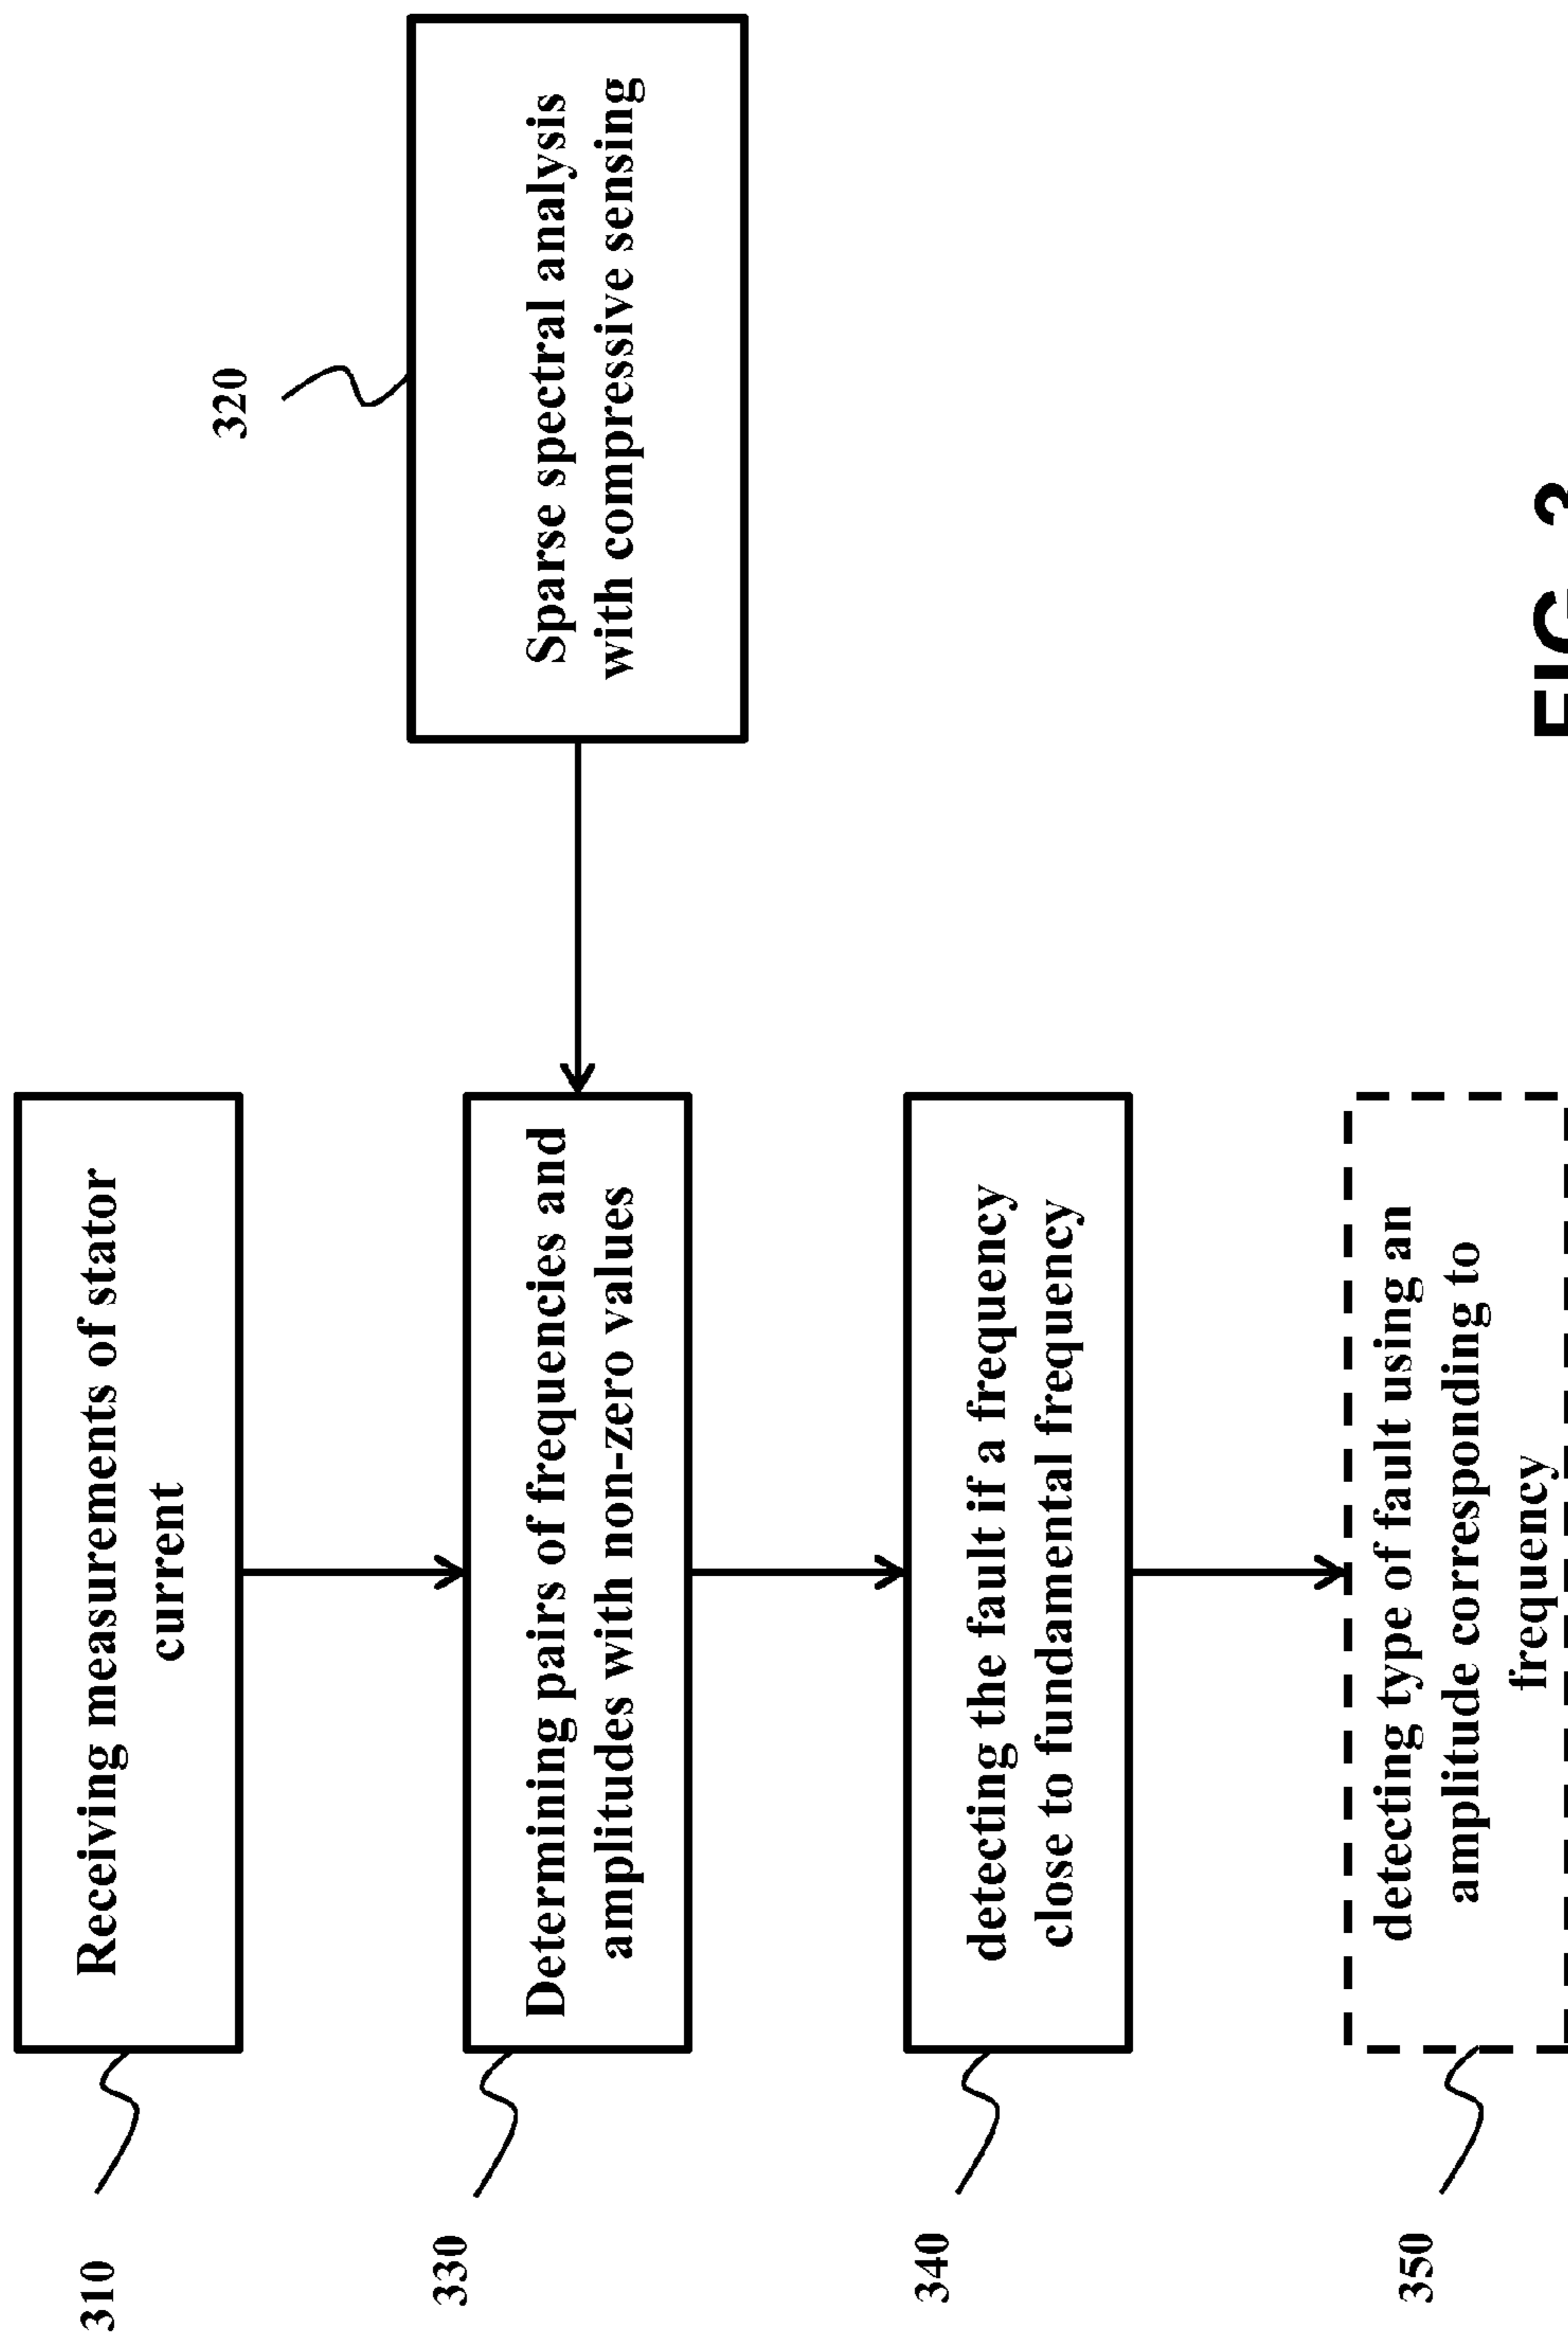 310
Receiving measurements of stator
current
320
Sparse spectral analysis
with compressive sensing
330
Determining pairs of frequencies and
amplitudes with non-zero values
340
detecting the fault if a frequency
close to fundamental frequency
350
detecting type of fault using an
amplitude corresponding to
frequency